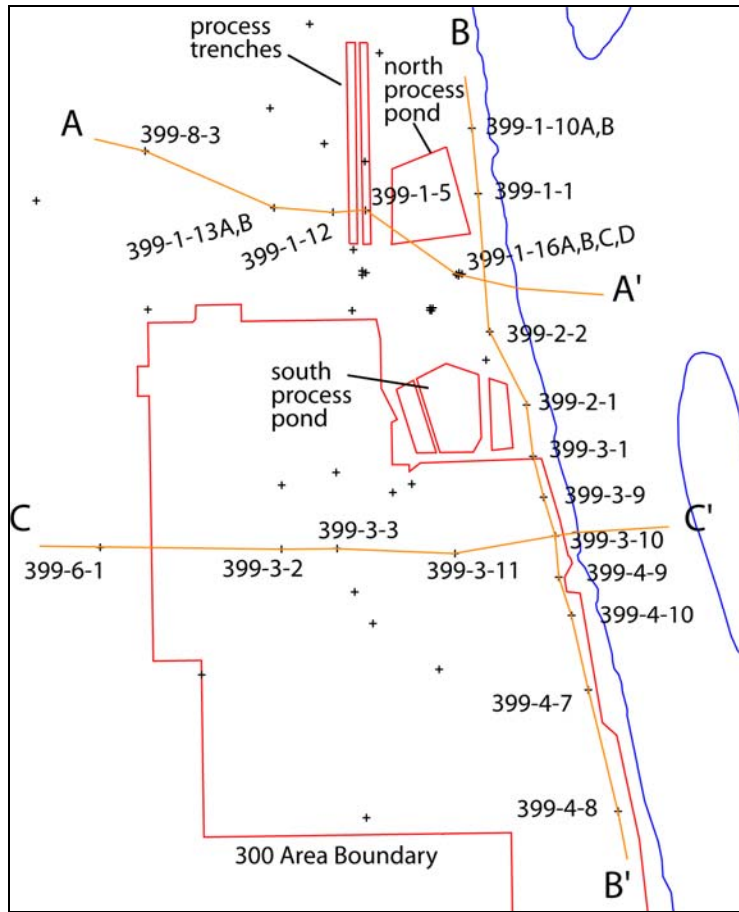 process
trenches
B
north
process
pond
A
399-8-3
399-1-10A,B
399-1-5
399-1-1
399-1-13A,B
399-1-12
399-1-16A,B,C,D
A'
399-2-2
south
process
pond
399-2-1
399-3-1
399-3-9
C
399-3-3
C'
399-3-10
399-6-1
399-3-2
399-3-11
399-4-9
399-4-10
399-4-7
399-4-8
300 Area Boundary
B'